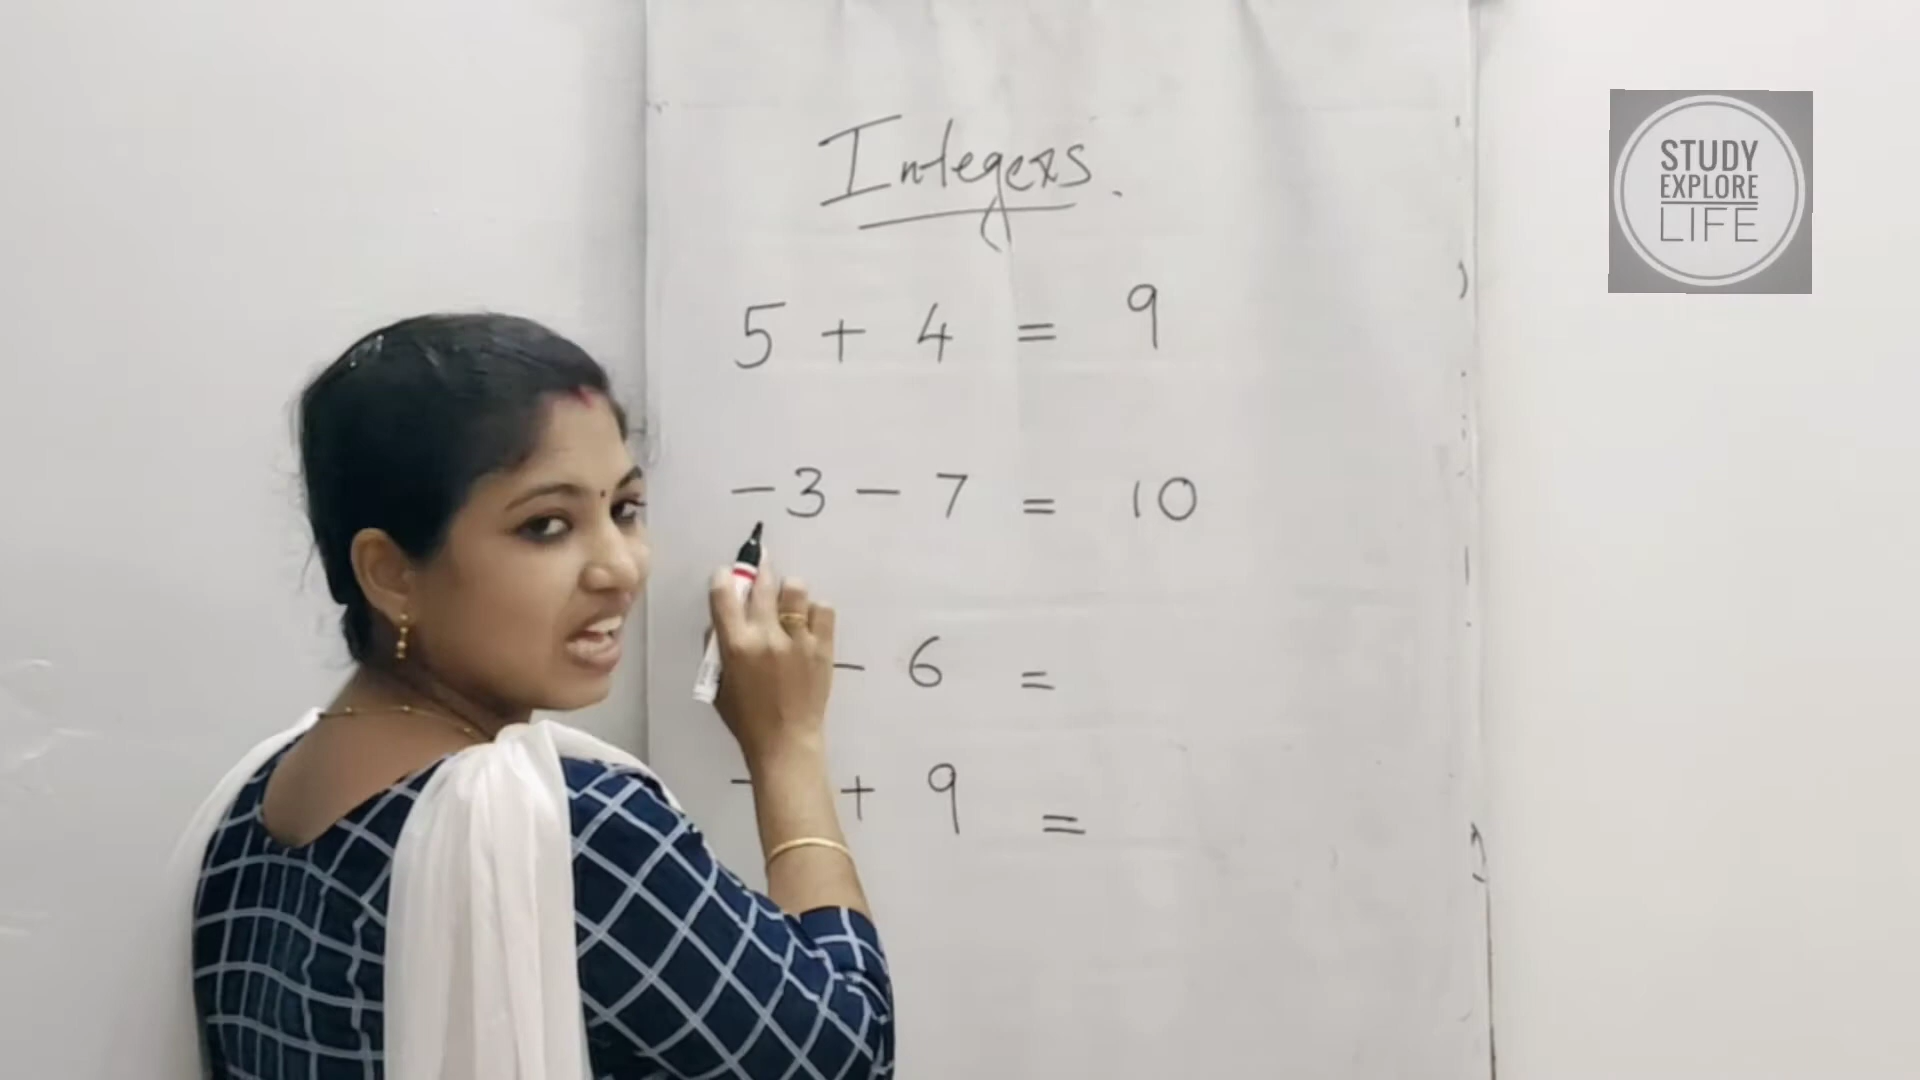 Integers.
5 + 4 = 9
-3 - 7 = 10
- 6 =
- + 9 =
STUDY
EXPLORE
LIFE